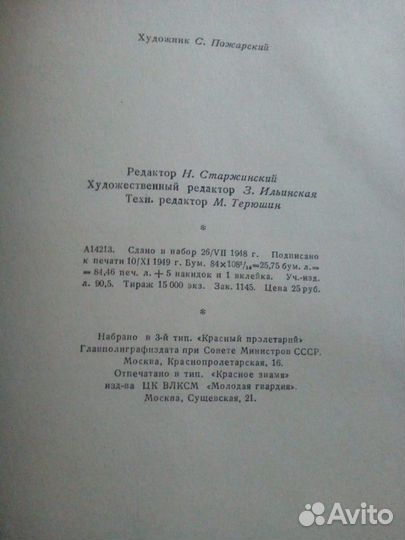 Художник С. Пожарский
Редактор Н. Старжинский
Художественный редактор З. Ильинская
Техн. редактор М. Терюшин
*
А14213. Сдано в набор 26/VII 1948 г. Подписано
к печати 10/XI 1949 г. Бум. 84×108¹/₁₆=25,75 бум. л.=
= 84,46 печ. л. + 5 накидок и 1 вклейка. Уч.-изд.
л. 90,5. Тираж 15 000 экз. Зак. 1145. Цена 25 руб.
*
Набрано в 3-й тип. «Красный прэлетарий»
Главполиграфиздата при Совете Министров СССР.
Москва, Краснопролетарская, 16.
Отпечатано в тип. «Красное знамя»
изд-ва ЦК ВЛКСМ «Молодая гвардия».
Москва, Сущевская, 21.
Avito